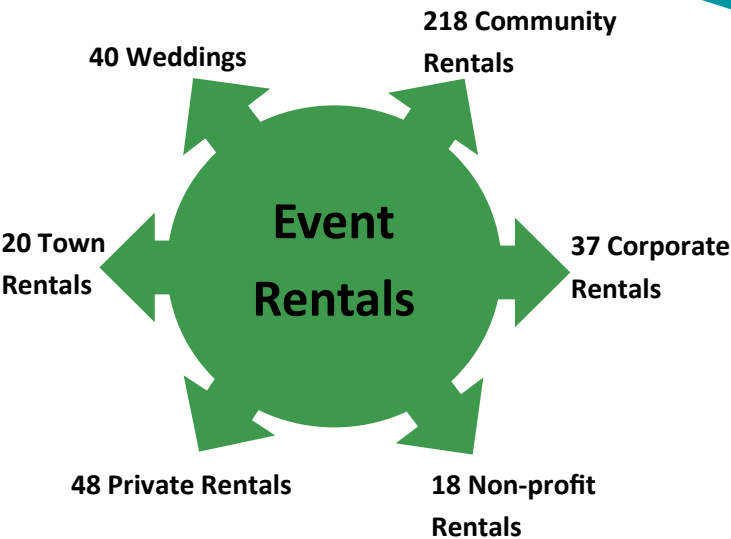 218 Community
Rentals
40 Weddings
Event
Rentals
20 Town
Rentals
37 Corporate
Rentals
48 Private Rentals
18 Non-profit
Rentals